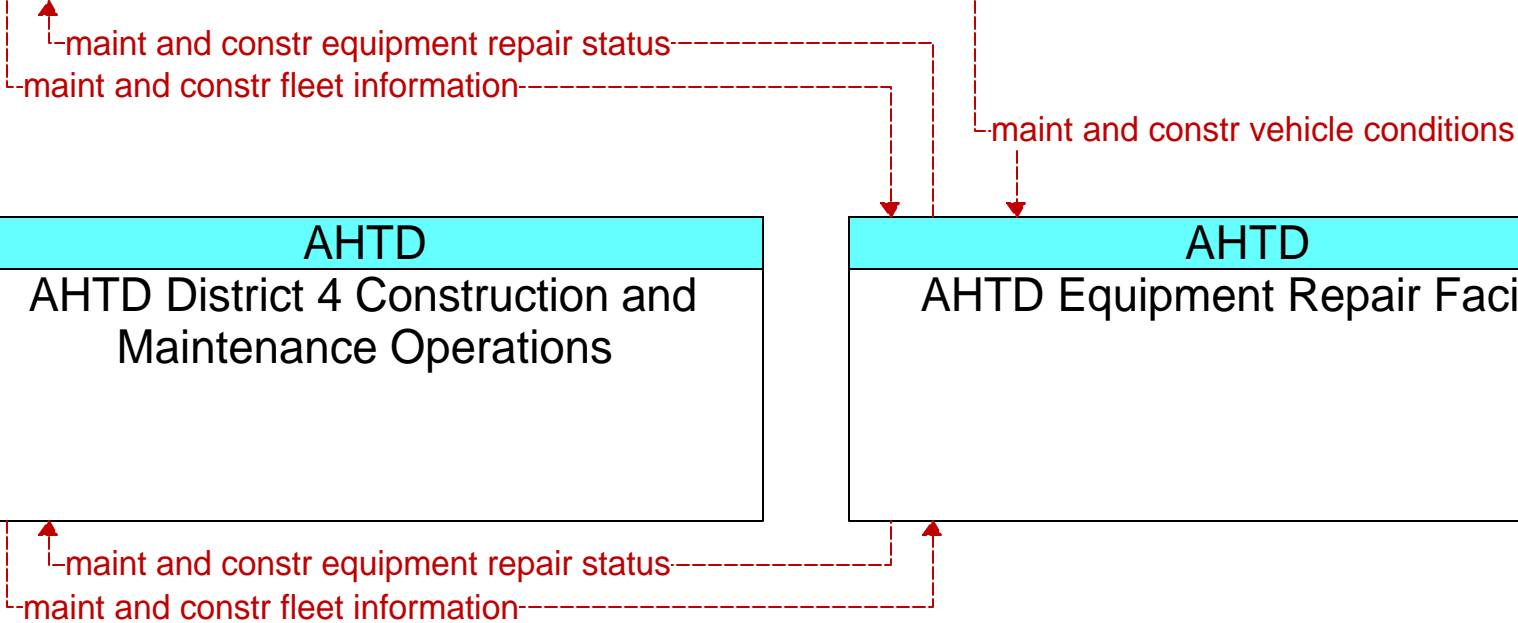 maint and constr equipment repair status
maint and constr fleet information
maint and constr vehicle conditions
AHTD
AHTD District 4 Construction and
Maintenance Operations
AHTD
AHTD Equipment Repair Faci
maint and constr equipment repair status
maint and constr fleet information